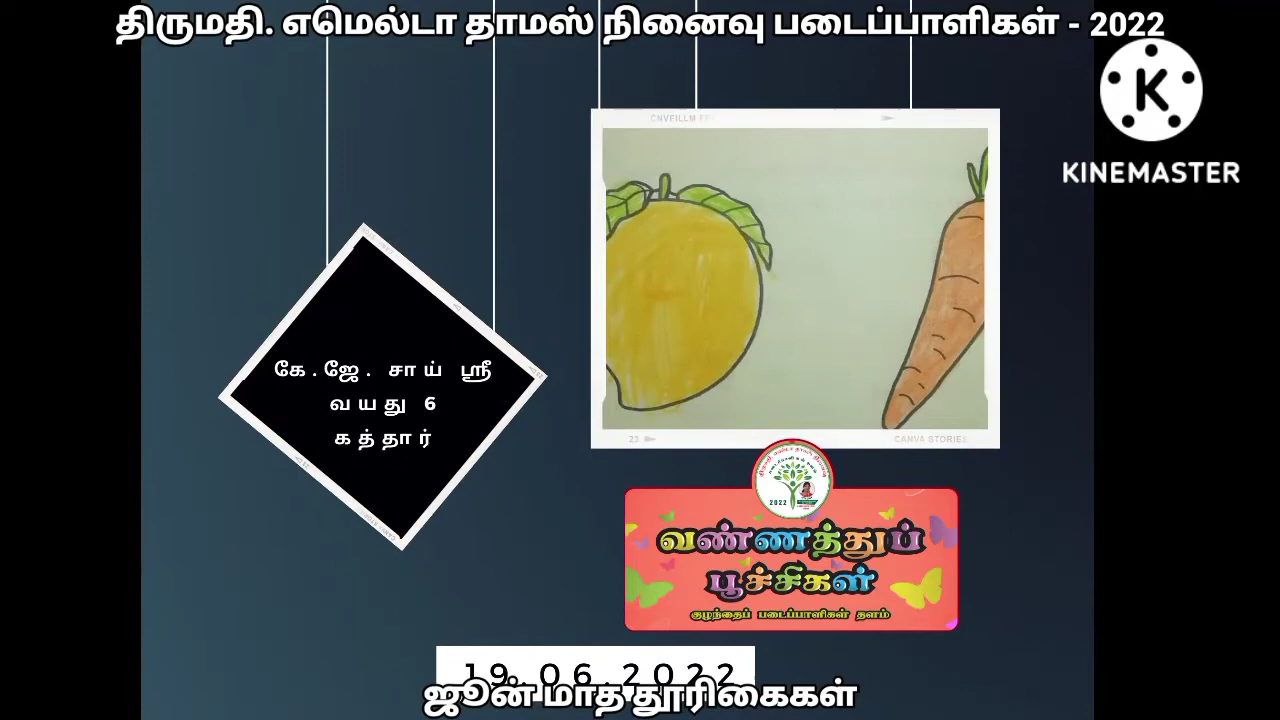 திருமதி. எமெல்டா தாமஸ் நினைவு படைப்பாளிகள் - 2022
K
KINEMASTER
கே.ஜே. சாய் ஸ்ரீ
வயது 6
கத்தார்
23
CANVA STORIES
2022
வண்ணத்துப்
பூச்சிகள்
குழந்தைப் படைப்பாளிகள் தளம்
19.06.2022
ஜூன் மாத தூரிகைகள்